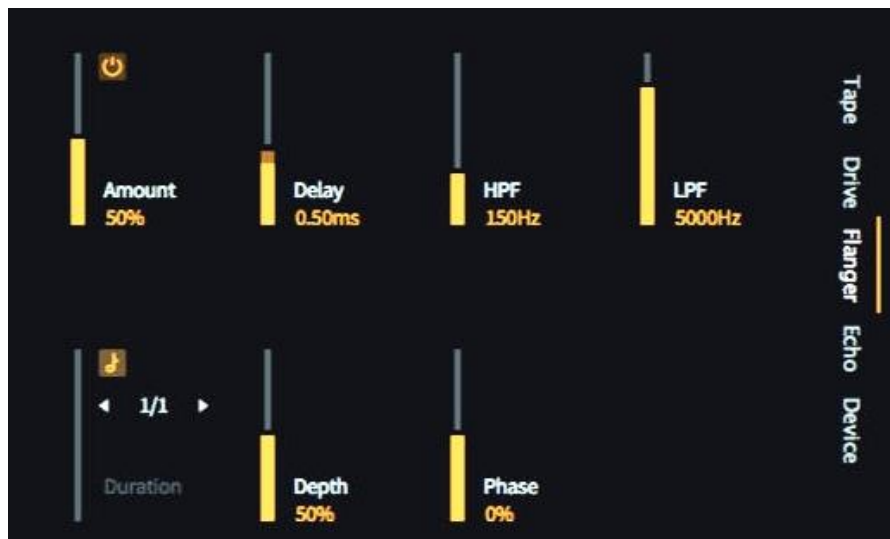 Amount
50%
Delay
0.50ms
HPF
150Hz
LPF
5000Hz
1/1
Duration
Depth
50%
Phase
0%
Tape
Drive
Flanger
Echo
Device